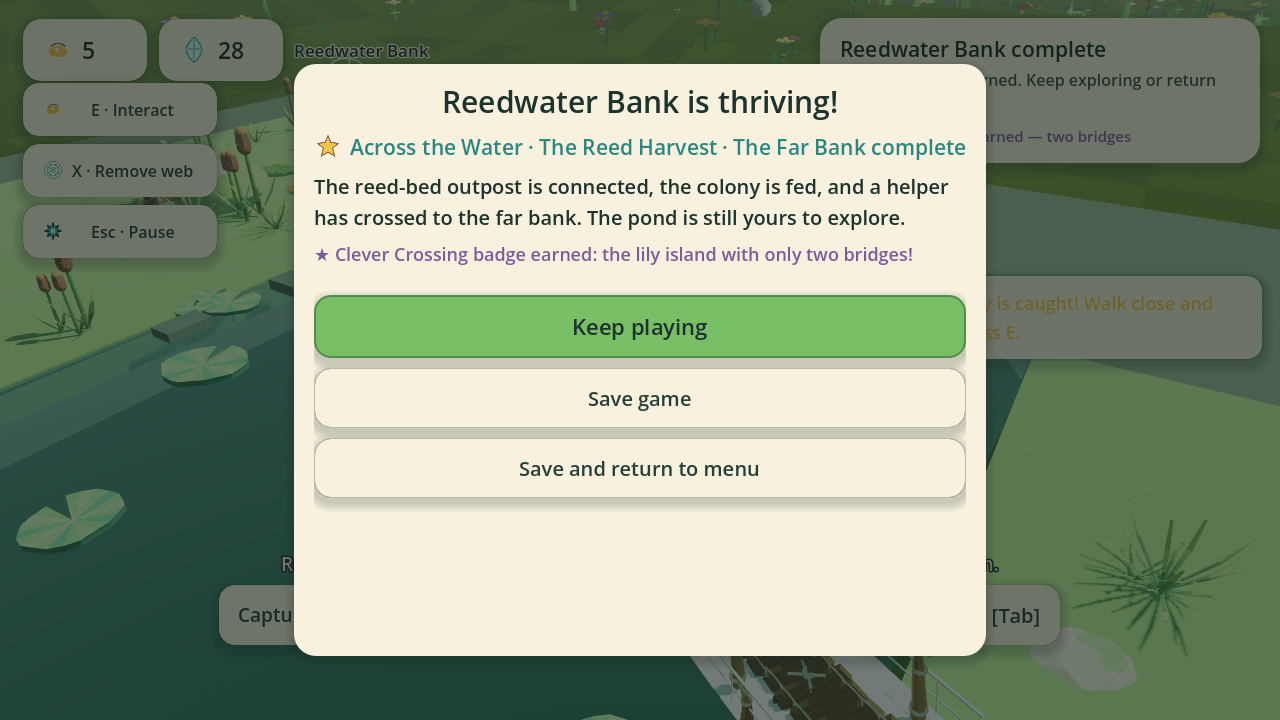 5
28
Reedwater Bank
E · Interact
X · Remove web
Esc · Pause
Reedwater Bank complete
Keep exploring or return
two bridges
is caught! Walk close and
E.
Reedwater Bank is thriving!
Across the Water · The Reed Harvest · The Far Bank complete
The reed-bed outpost is connected, the colony is fed, and a helper
has crossed to the far bank. The pond is still yours to explore.
★ Clever Crossing badge earned: the lily island with only two bridges!
Keep playing
Save game
Save and return to menu
[Tab]